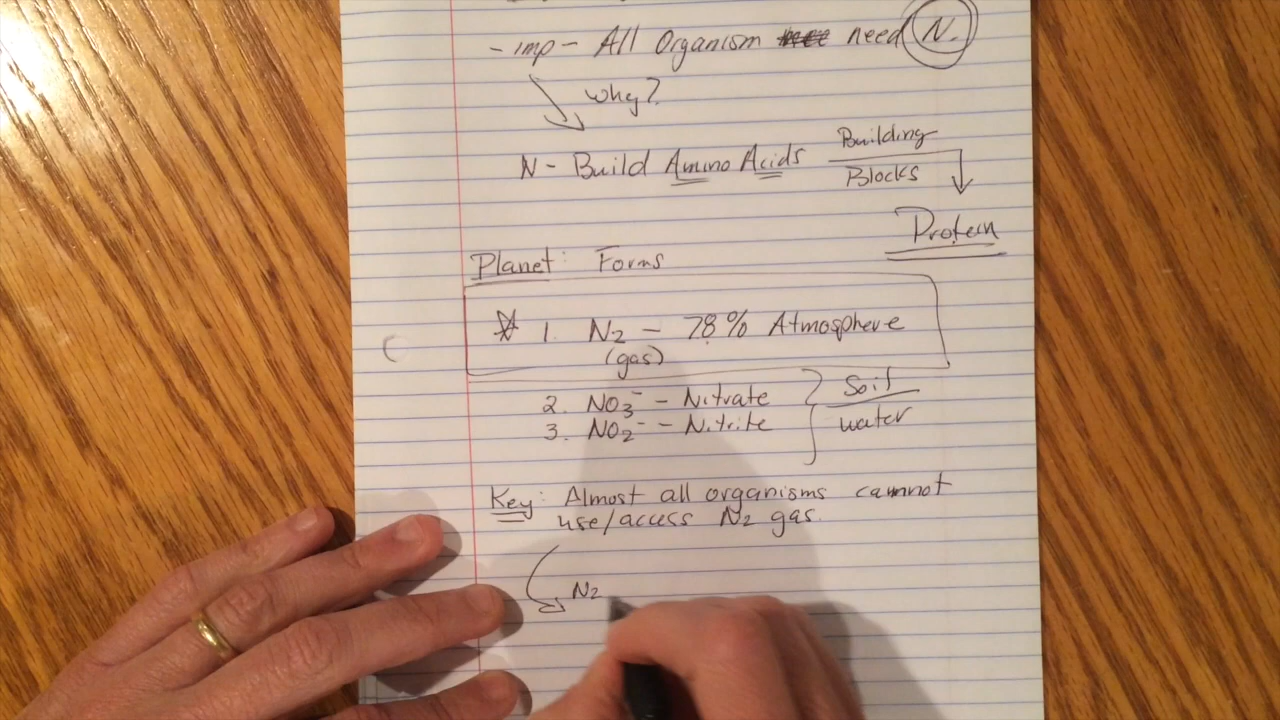 - imp - All Organism need N.
why?
N - Build Amino Acids Building Blocks
Protein
Planet: Forms
1. N2 - 78% Atmosphere
(gas)
2. NO3- - Nitrate
3. NO2- - Nitrite
Soil
water
Key: Almost all organisms cannot
use/access N2 gas.
N2